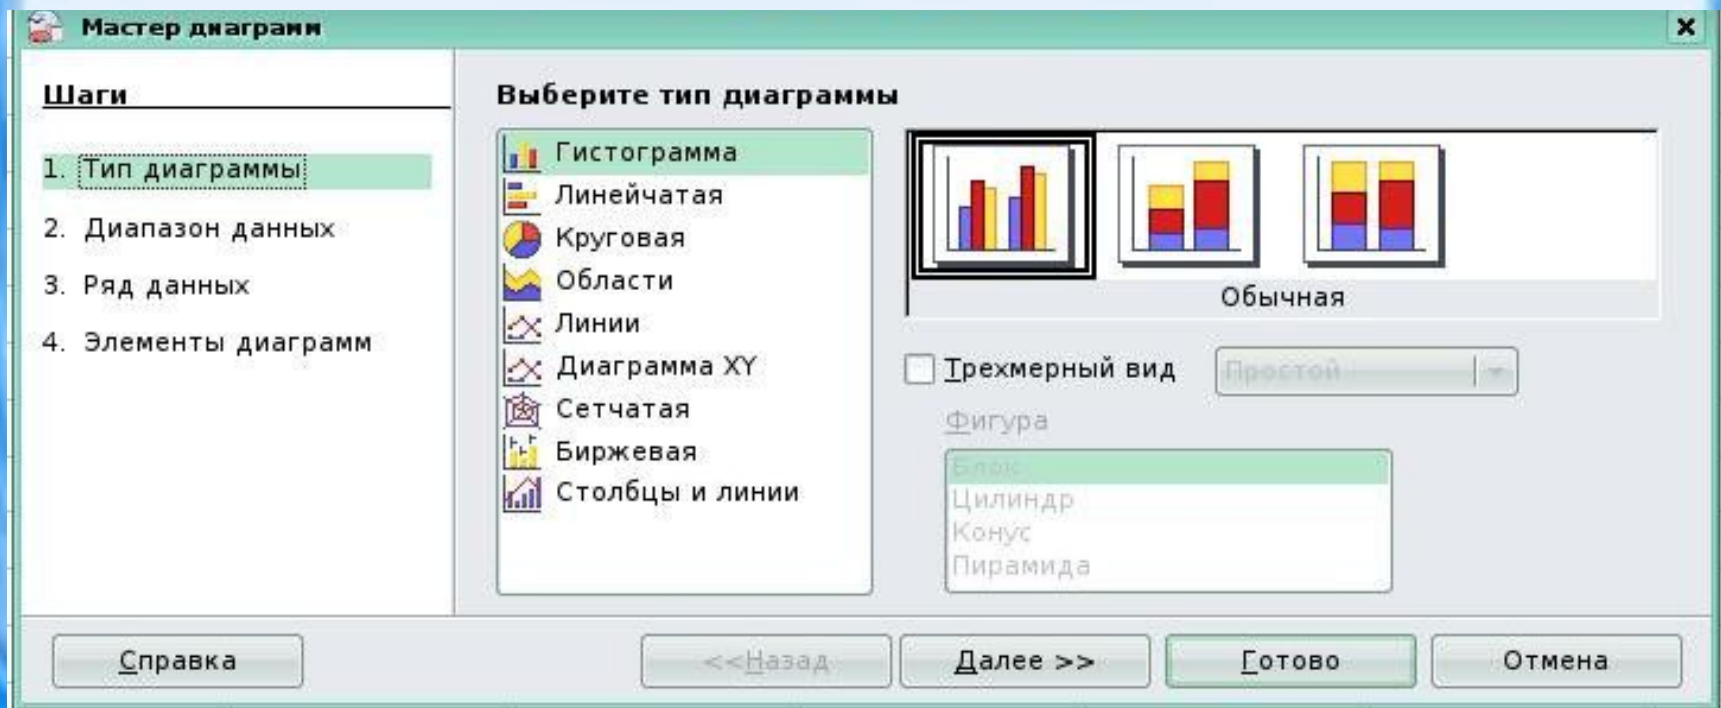 Мастер диаграмм
Шаги
1. Тип диаграммы
2. Диапазон данных
3. Ряд данных
4. Элементы диаграмм
Выберите тип диаграммы
Гистограмма
Линейчатая
Круговая
Области
Линии
Диаграмма XY
Сетчатая
Биржевая
Столбцы и линии
Обычная
Трехмерный вид
Простой
Фигура
Блок
Цилиндр
Конус
Пирамида
Справка
<<Назад
Далее >>
Готово
Отмена